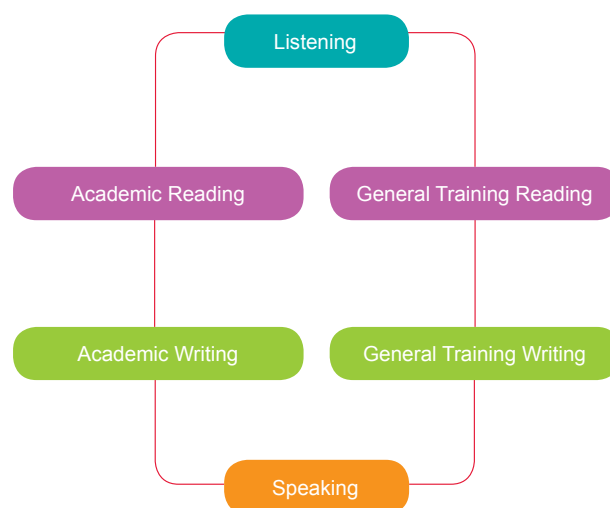 Listening
Academic Reading
General Training Reading
Academic Writing
General Training Writing
Speaking